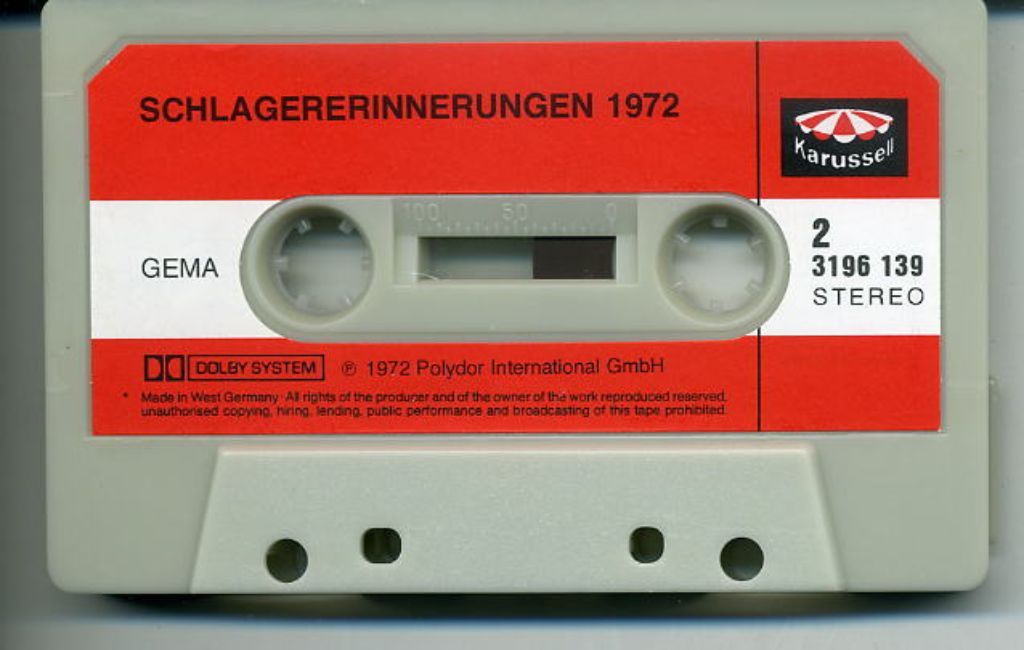 SCHLAGERERINNERUNGEN 1972
Karussell
100 50 0
GEMA
2
3196 139
STEREO
DOLBY SYSTEM ℗ 1972 Polydor International GmbH
* Made in West Germany · All rights of the producer and of the owner of the work reproduced reserved,
unauthorised copying, hiring, lending, public performance and broadcasting of this tape prohibited.